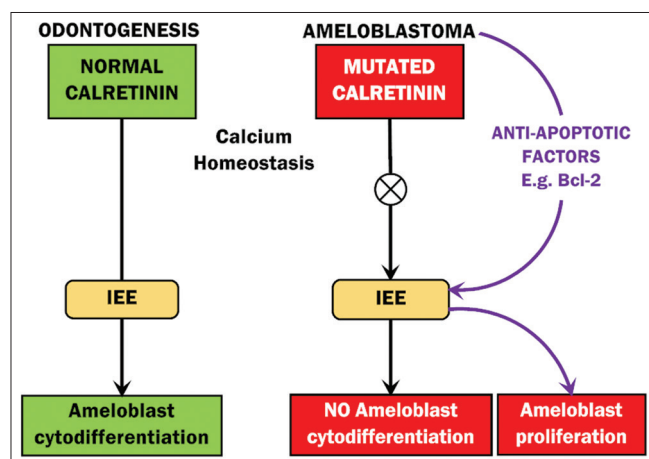 ODONTOGENESIS
NORMAL
CALRETININ
IEE
Ameloblast
cytodifferentiation
Calcium
Homeostasis
AMELOBLASTOMA
MUTATED
CALRETININ
ANTI-APOPTOTIC
FACTORS
E.g. Bcl-2
IEE
NO Ameloblast
cytodifferentiation
Ameloblast
proliferation